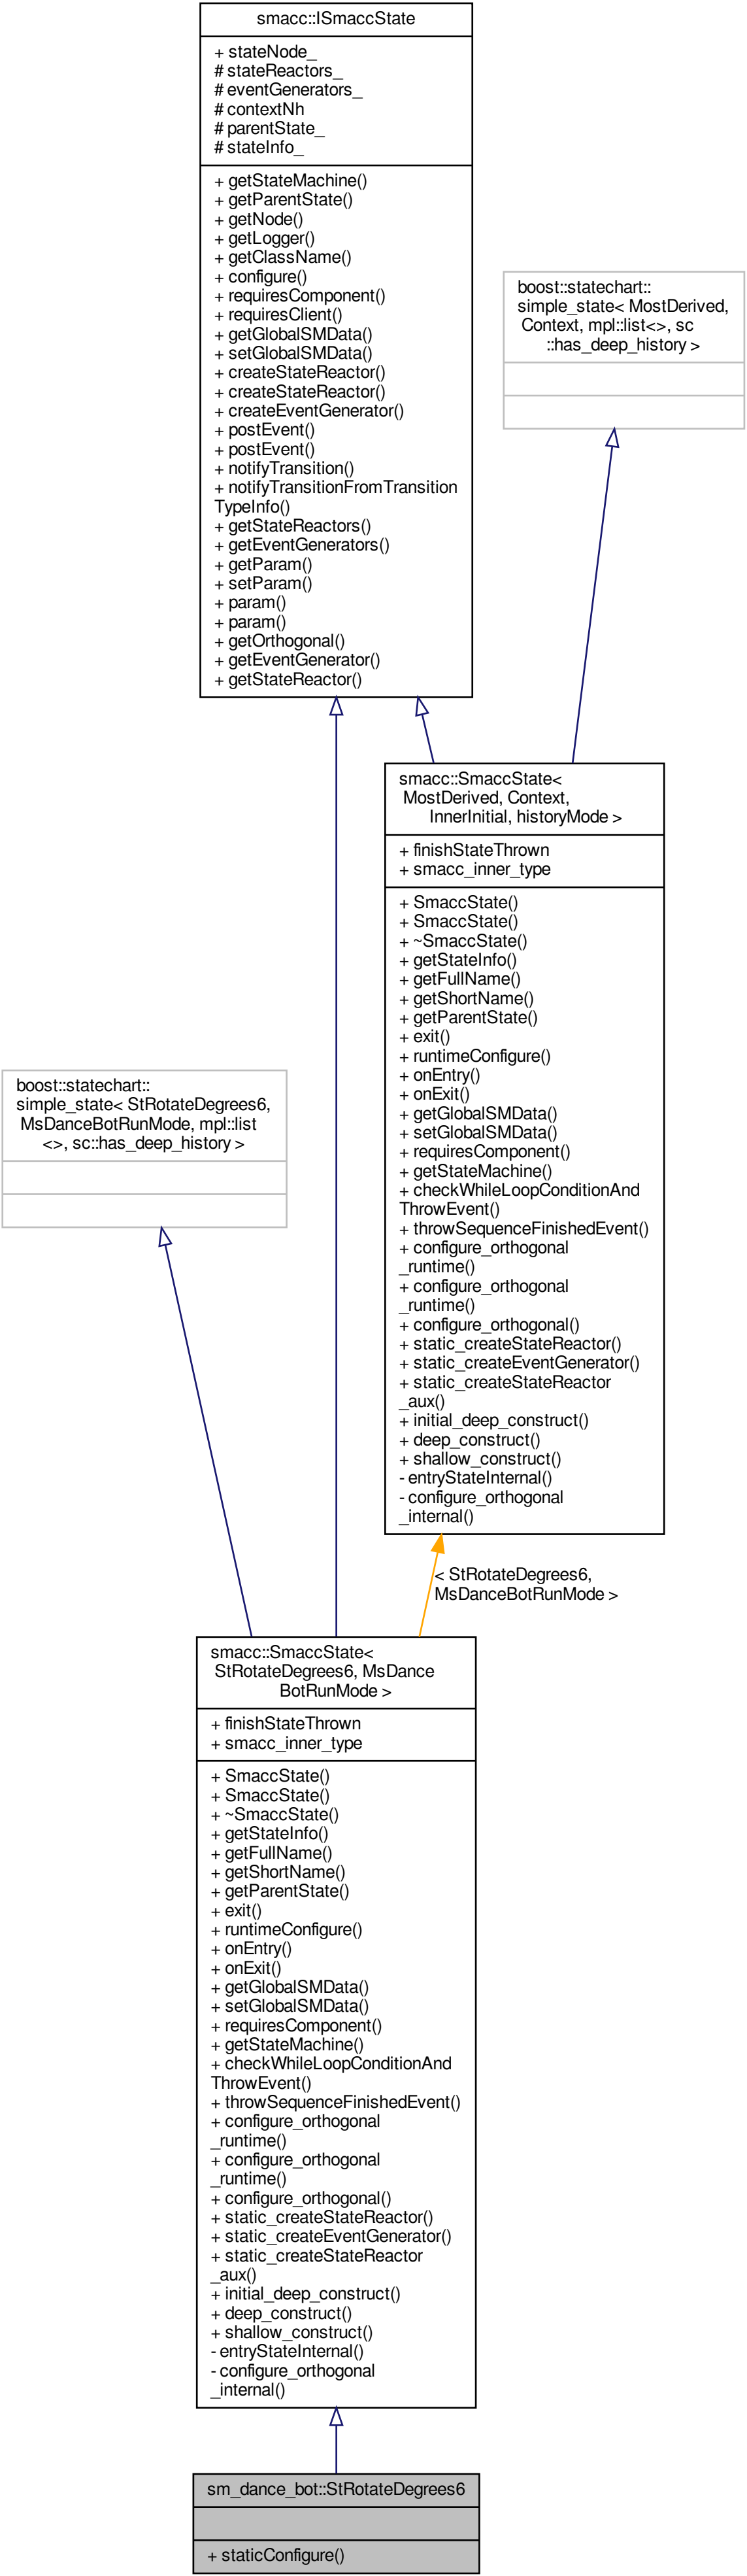 smacc::ISmaccState
+ stateNode_
# stateReactors_
# eventGenerators_
# contextNh
# parentState_
# stateInfo_
+ getStateMachine()
+ getParentState()
+ getNode()
+ getLogger()
+ getClassName()
+ configure()
+ requiresComponent()
+ requiresClient()
+ getGlobalSMData()
+ setGlobalSMData()
+ createStateReactor()
+ createStateReactor()
+ createEventGenerator()
+ postEvent()
+ postEvent()
+ notifyTransition()
+ notifyTransitionFromTransition
TypeInfo()
+ getStateReactors()
+ getEventGenerators()
+ getParam()
+ setParam()
+ param()
+ param()
+ getOrthogonal()
+ getEventGenerator()
+ getStateReactor()
boost::statechart::
simple_state< MostDerived,
Context, mpl::list<>, sc
::has_deep_history >
smacc::SmaccState<
MostDerived, Context,
InnerInitial, historyMode >
+ finishStateThrown
+ smacc_inner_type
+ SmaccState()
+ SmaccState()
+ ~SmaccState()
+ getStateInfo()
+ getFullName()
+ getShortName()
+ getParentState()
+ exit()
+ runtimeConfigure()
+ onEntry()
+ onExit()
+ getGlobalSMData()
+ setGlobalSMData()
+ requiresComponent()
+ getStateMachine()
+ checkWhileLoopConditionAnd
ThrowEvent()
+ throwSequenceFinishedEvent()
+ configure_orthogonal
_runtime()
+ configure_orthogonal
_runtime()
+ configure_orthogonal()
+ static_createStateReactor()
+ static_createEventGenerator()
+ static_createStateReactor
_aux()
+ initial_deep_construct()
+ deep_construct()
+ shallow_construct()
- entryStateInternal()
- configure_orthogonal
_internal()
boost::statechart::
simple_state< StRotateDegrees6,
MsDanceBotRunMode, mpl::list
<>, sc::has_deep_history >
< StRotateDegrees6,
MsDanceBotRunMode >
smacc::SmaccState<
StRotateDegrees6, MsDance
BotRunMode >
+ finishStateThrown
+ smacc_inner_type
+ SmaccState()
+ SmaccState()
+ ~SmaccState()
+ getStateInfo()
+ getFullName()
+ getShortName()
+ getParentState()
+ exit()
+ runtimeConfigure()
+ onEntry()
+ onExit()
+ getGlobalSMData()
+ setGlobalSMData()
+ requiresComponent()
+ getStateMachine()
+ checkWhileLoopConditionAnd
ThrowEvent()
+ throwSequenceFinishedEvent()
+ configure_orthogonal
_runtime()
+ configure_orthogonal
_runtime()
+ configure_orthogonal()
+ static_createStateReactor()
+ static_createEventGenerator()
+ static_createStateReactor
_aux()
+ initial_deep_construct()
+ deep_construct()
+ shallow_construct()
- entryStateInternal()
- configure_orthogonal
_internal()
sm_dance_bot::StRotateDegrees6
+ staticConfigure()